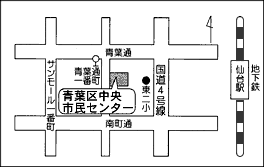 青葉通
青葉通
一番町
サンモール一番町
青葉区中央
市民センター
東二小
国道4号線
南町通
仙台駅
地下鉄